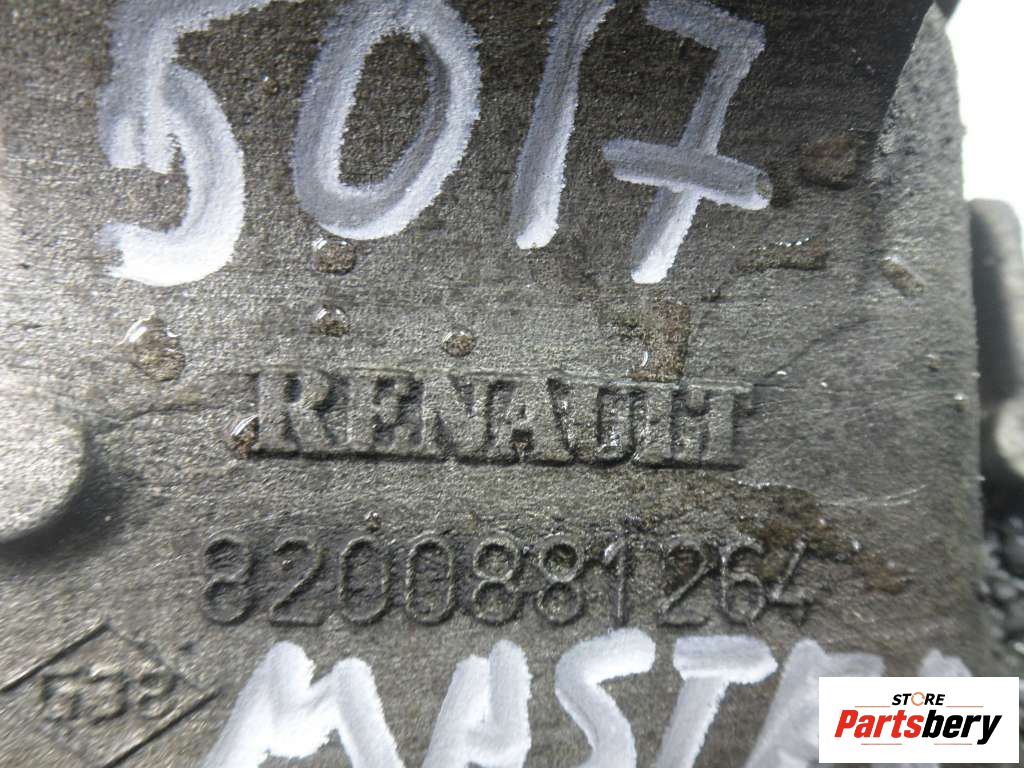 5017
RENAULT
8200881264
STORE
Partsbery